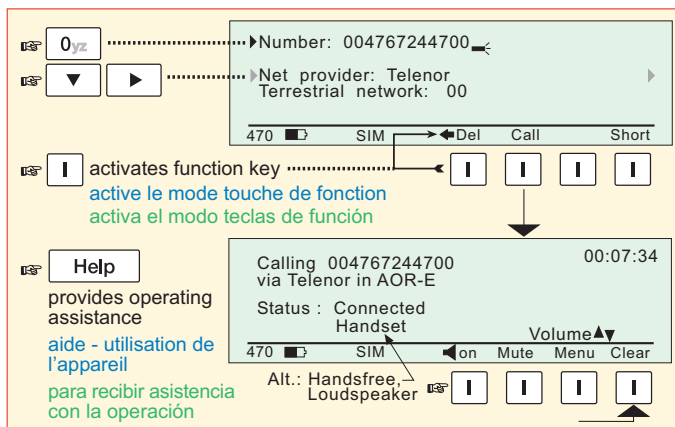 0yz
Number: 004767244700
Net provider: Telenor
Terrestrial network: 00
470 SIM Del Call Short
I activates function key I I I I
active le mode touche de fonction
activa el modo teclas de función
Help
provides operating
assistance
aide - utilisation de
l'appareil
para recibir asistencia
con la operación
Calling 004767244700 00:07:34
via Telenor in AOR-E
Status : Connected
Handset
Volume
470 SIM on Mute Menu Clear
Alt.: Handsfree,
Loudspeaker I I I I